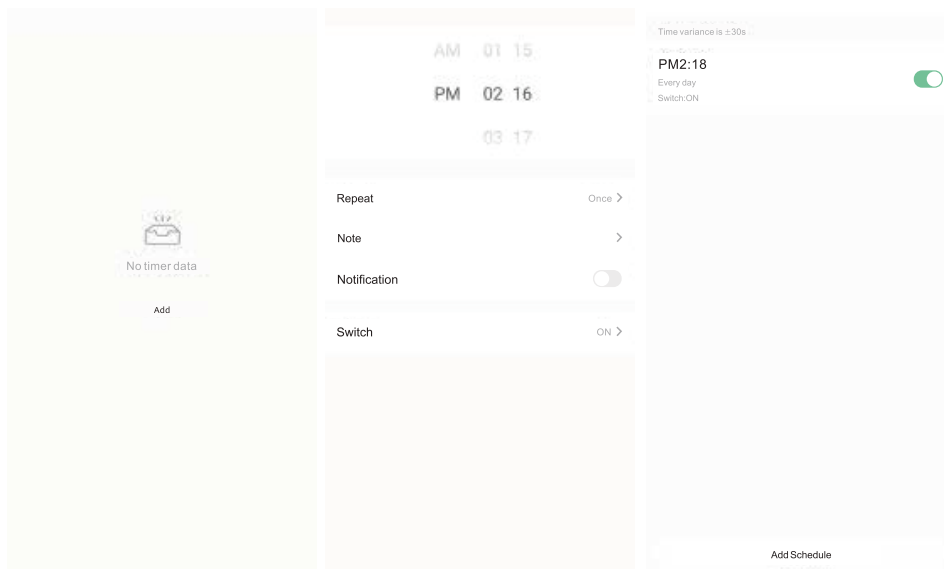 No timer data
Add
AM 01 15
PM 02 16
03 17
Repeat Once
Note
Notification
Switch ON
Time variance is ±30s
PM2:18
Every day
Switch:ON
Add Schedule